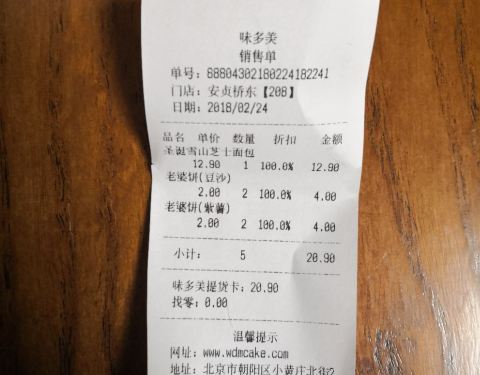 味多美
销售单
单号: 68604302180224182241
门店: 安贞桥东【208】
日期: 2018/02/24
品名 单价 数量 折扣 金额
圣诞雪山芝士面包
12.90 1 100.0% 12.90
老婆饼(豆沙)
2.00 2 100.0% 4.00
老婆饼(紫薯)
2.00 2 100.0% 4.00
小计: 5 20.90
味多美提货卡: 20.90
找零: 0.00
温馨提示
网址: www.wdmcake.com
地址: 北京市朝阳区小黄庄北街2